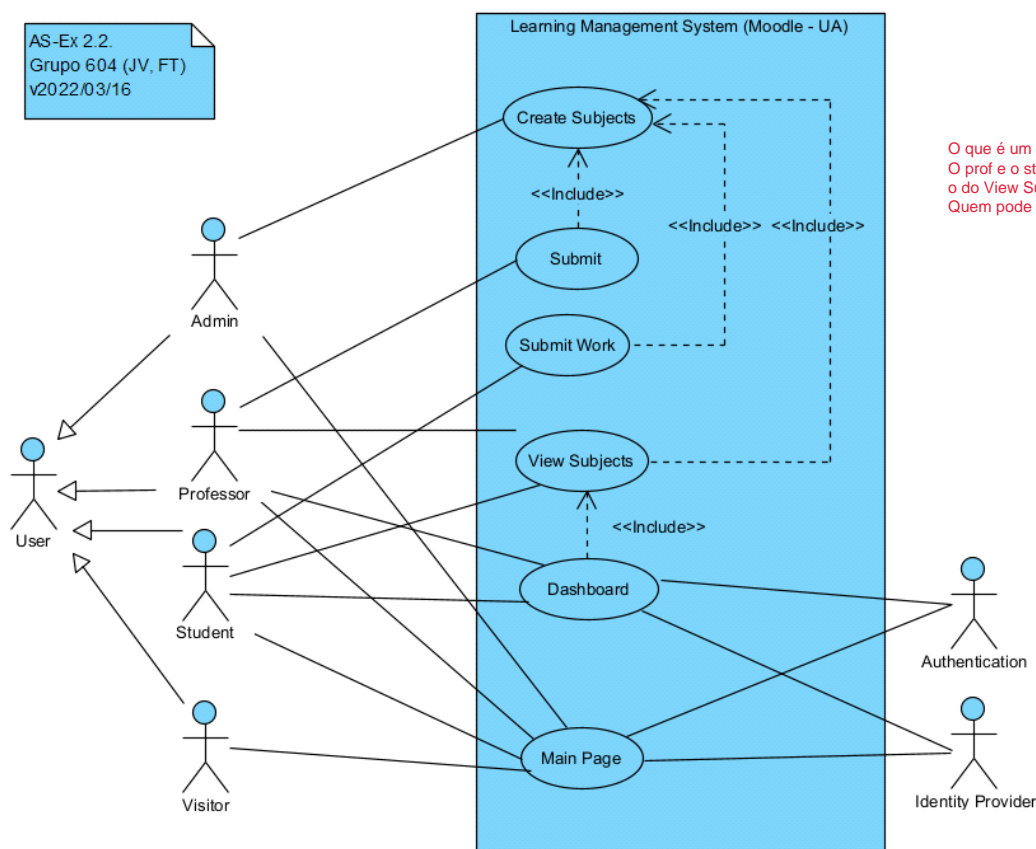 Learning Management System (Moodle - UA)
AS-Ex 2.2.
Grupo 604 (JV, FT)
v2022/03/16
Create Subjects
O que é um
O prof e o
o do View
Quem pode
<<Include>>
<<Include>>
<<Include>>
Submit
Admin
Submit Work
View Subjects
Professor
<<Include>>
User
Dashboard
Student
Authentication
Main Page
Visitor
Identity Provider